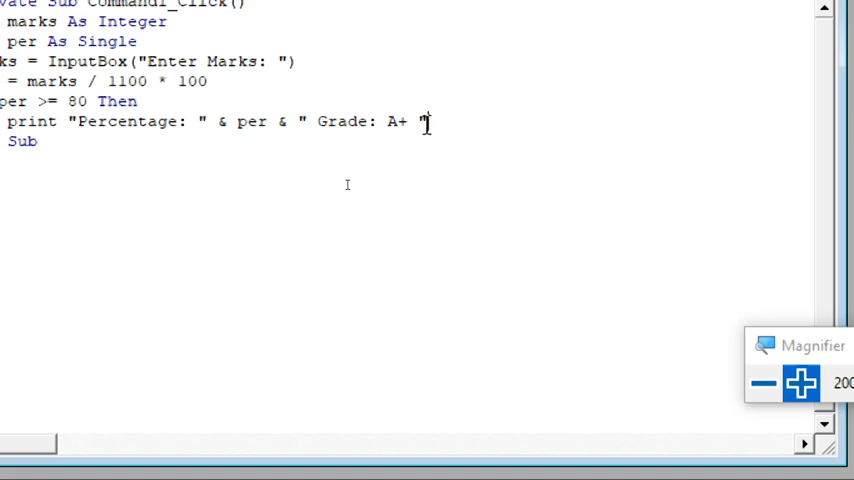 vate Sub Command1_Click()
marks As Integer
per As Single
ks = InputBox("Enter Marks: ")
= marks / 1100 * 100
per >= 80 Then
print "Percentage: " & per & " Grade: A+ "
Sub
Magnifier
200